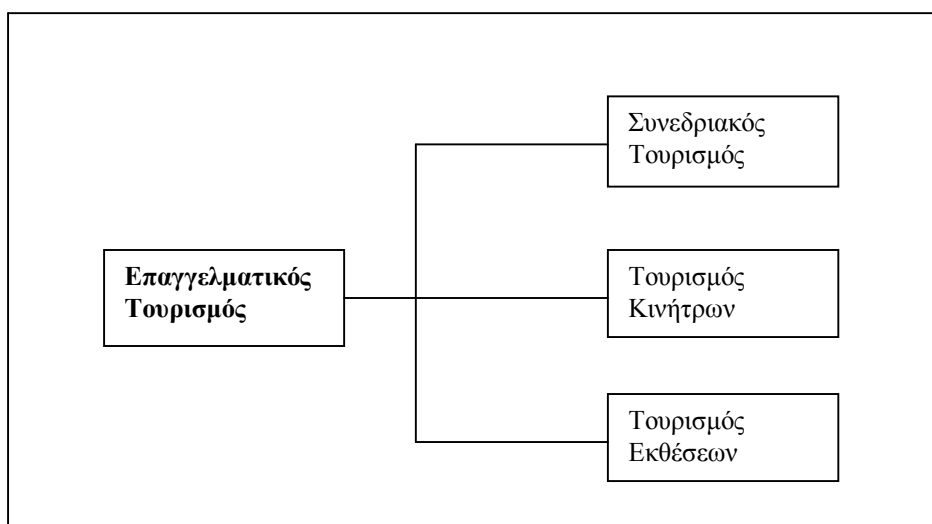 Συνεδριακός
Τουρισμός
Επαγγελματικός
Τουρισμός
Τουρισμός
Κινήτρων
Τουρισμός
Εκθέσεων